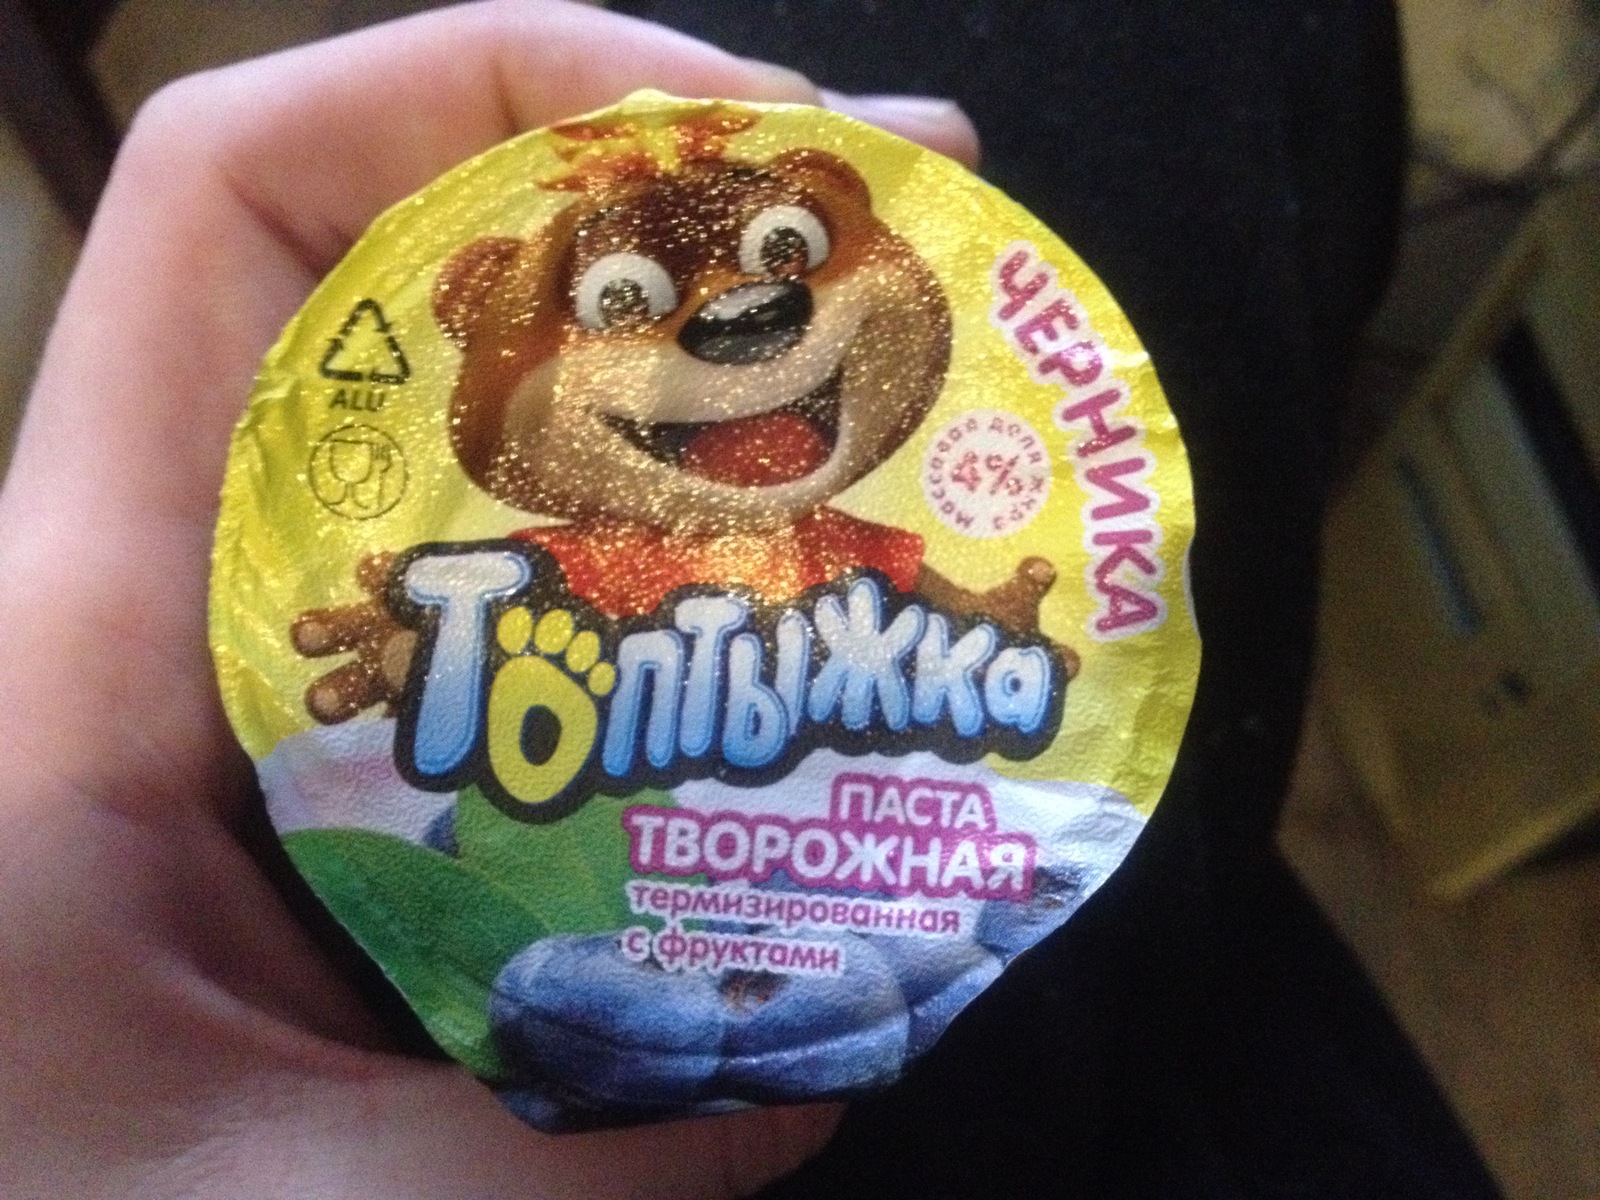 ЧЕРНИКА
массовая доля жира
4%
ALU
Топтыжка
ПАСТА
ТВОРОЖНАЯ
термизированная
с фруктами